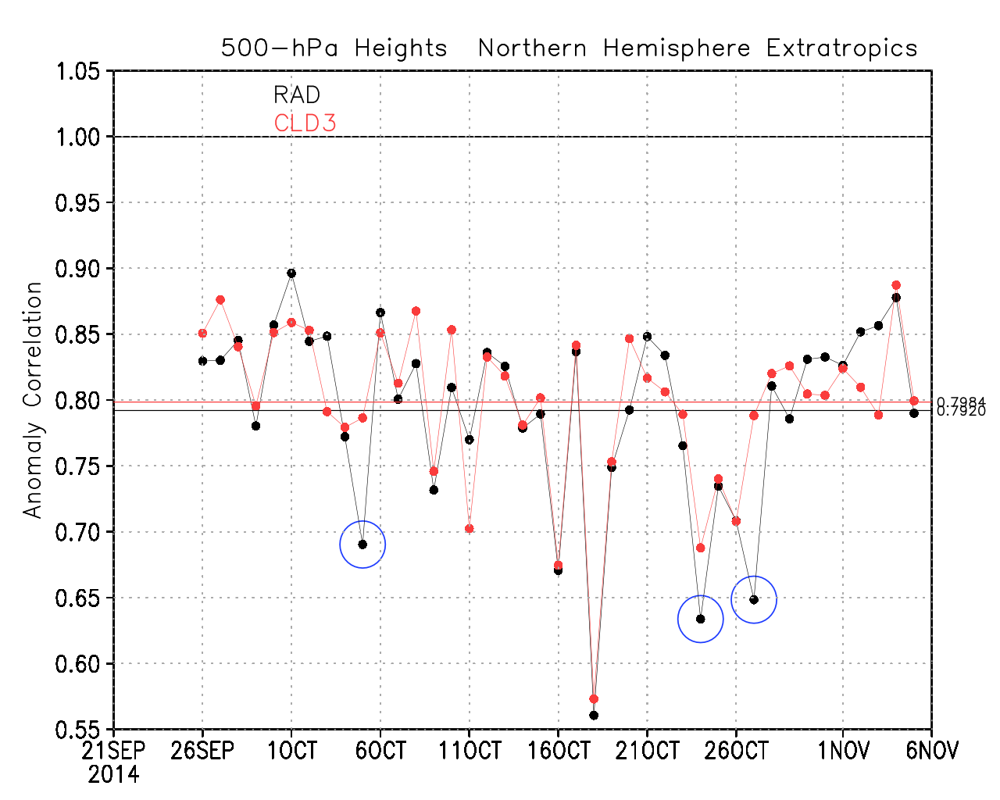 500-hPa Heights Northern Hemisphere Extratropics
RAD
CLD3
Anomaly Correlation
1.05
1.00
0.95
0.90
0.85
0.80
0.75
0.70
0.65
0.60
0.55
0.7984
0.7920
21SEP 26SEP 1OCT 6OCT 11OCT 16OCT 21OCT 26OCT 1NOV 6NOV
2014